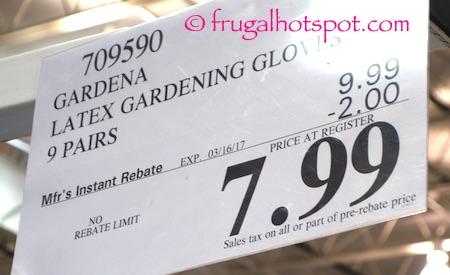 © frugalhotspot.com
709590
GARDENA
LATEX GARDENING GLOVES
9 PAIRS
9.99
-2.00
Mfr's Instant Rebate EXP. 03/16/17
PRICE AT REGISTER
7.99
NO
REBATE LIMIT
Sales tax on all or part of pre-rebate price